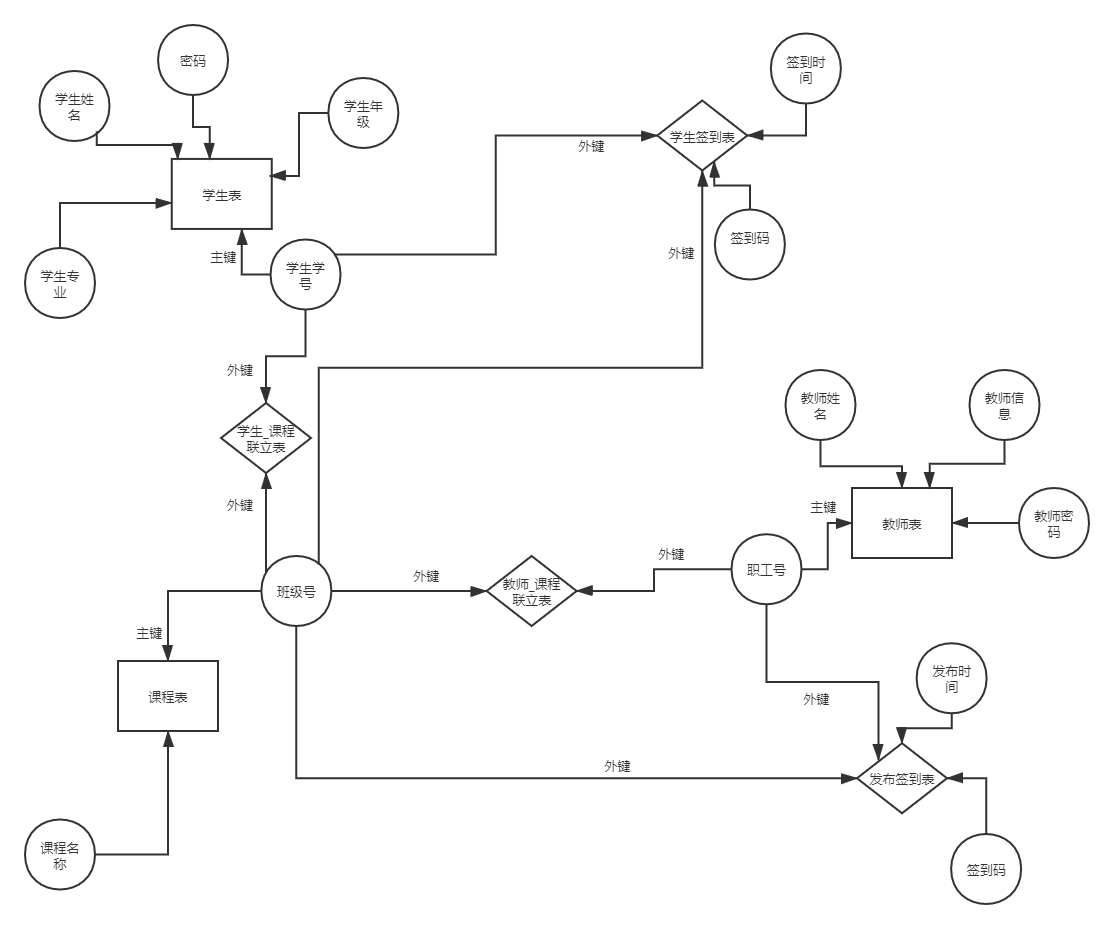 密码
签到时
间
学生姓
名
学生年
级
学生签到表
外键
学生表
签到码
外键
主键
学生学
号
学生专
业
外键
教师姓
名
教师信
息
学生_课程
联立表
外键
主键
教师表
教师密
码
外键
职工号
外键
教师_课程
联立表
班级号
主键
发布时
间
课程表
外键
外键
发布签到表
课程名
称
签到码